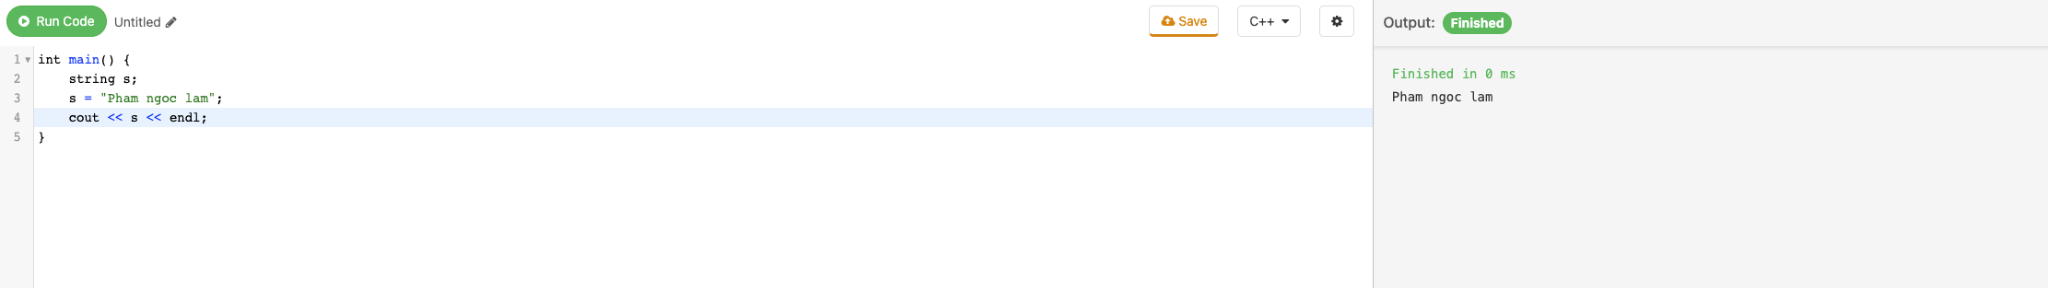 Run Code Untitled Save C++ Output: Finished
1 int main() {
2     string s;
3     s = "Pham ngoc lam";
4     cout << s << endl;
5 }
Finished in 0 ms
Pham ngoc lam